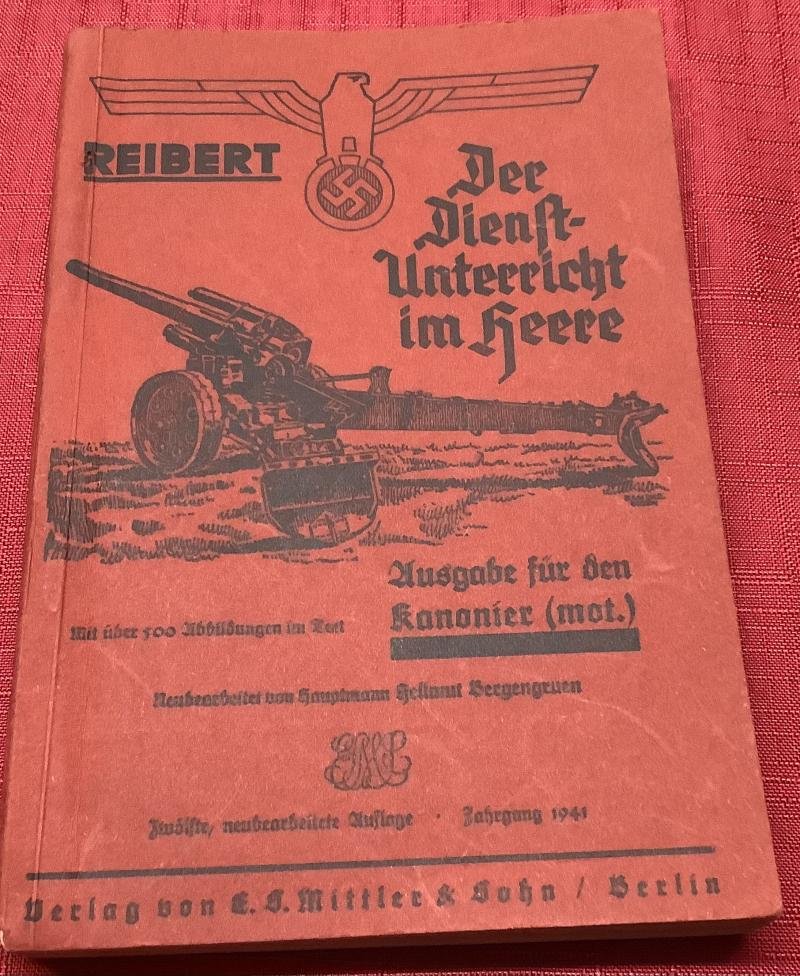 REIBERT
Der
Dienst-
Unterricht
im Heere
Ausgabe für den
Kanonier (mot.)
Mit über 500 Abbildungen im Text
Neubearbeitet von Hauptmann Hellmut Bergengruen
Zwölfte, neubearbeitete Auflage · Jahrgang 1941
Verlag von E. S. Mittler & Sohn / Berlin